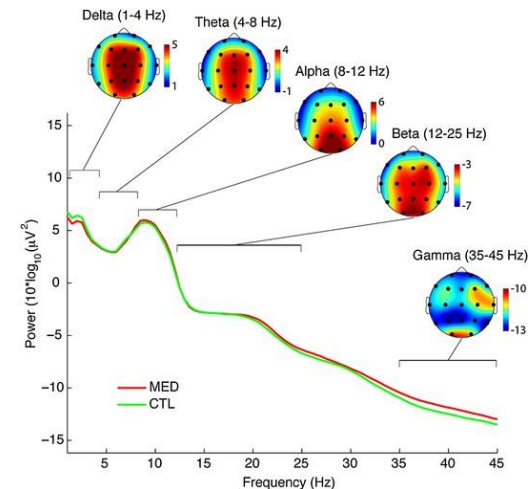 Delta (1-4 Hz)
5
1
Theta (4-8 Hz)
4
-1
Alpha (8-12 Hz)
6
0
Beta (12-25 Hz)
-3
-7
Gamma (35-45 Hz)
-10
-13
Power (10*log10(µV2)
15
10
5
0
−5
−10
−15
MED
CTL
5 10 15 20 25 30 35 40 45
Frequency (Hz)